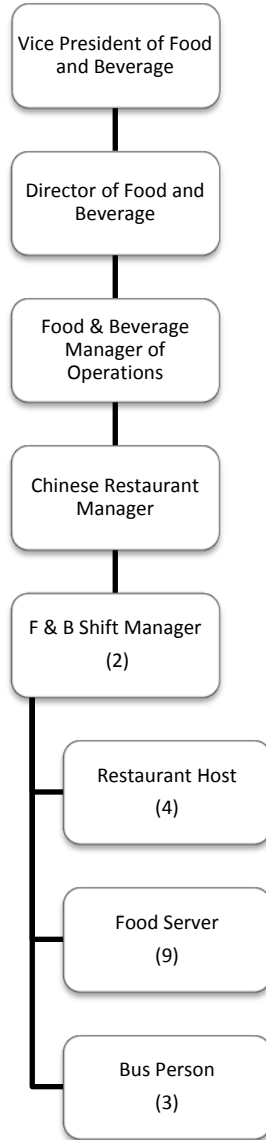 Vice President of Food
and Beverage
Director of Food and
Beverage
Food & Beverage
Manager of
Operations
Chinese Restaurant
Manager
F & B Shift Manager
(2)
Restaurant Host
(4)
Food Server
(9)
Bus Person
(3)